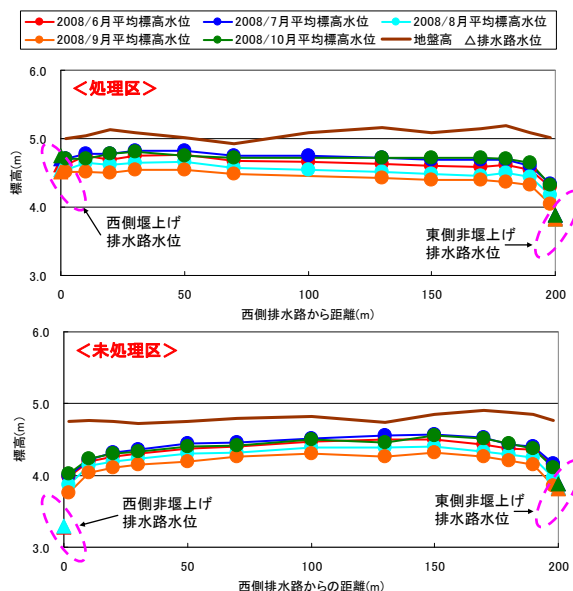 2008/6月平均標高水位 2008/7月平均標高水位 2008/8月平均標高水位
2008/9月平均標高水位 2008/10月平均標高水位 地盤高 △排水路水位
6.0
5.0
4.0
3.0
標高(m)
＜処理区＞
西側堰上げ
排水路水位
東側非堰上げ
排水路水位
0 50 100 150 200
西側排水路から距離(m)
6.0
5.0
4.0
3.0
標高(m)
＜未処理区＞
西側非堰上げ
排水路水位
東側非堰上げ
排水路水位
0 50 100 150 200
西側排水路からの距離(m)